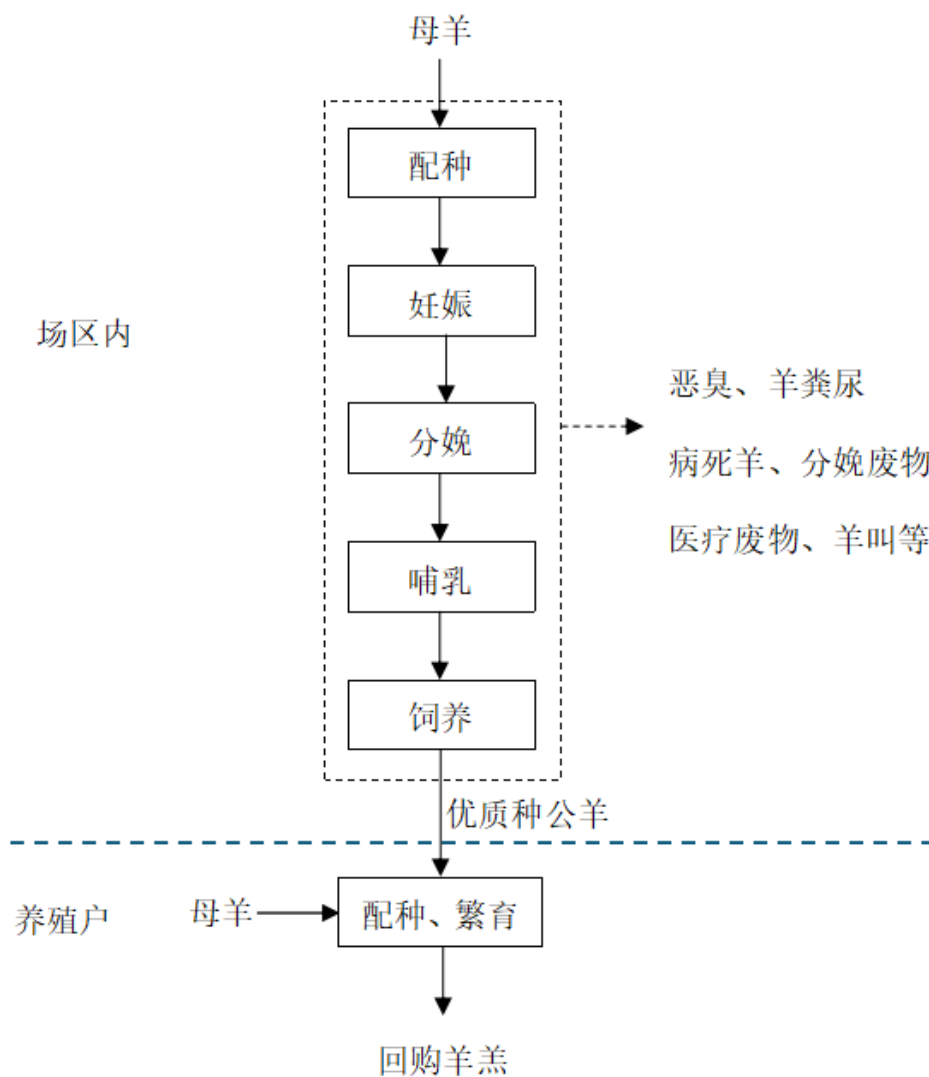 母羊
配种
妊娠
场区内
恶臭、羊粪尿
分娩
病死羊、分娩废物
医疗废物、羊叫等
哺乳
饲养
优质种公羊
养殖户
母羊
配种、繁育
回购羊羔